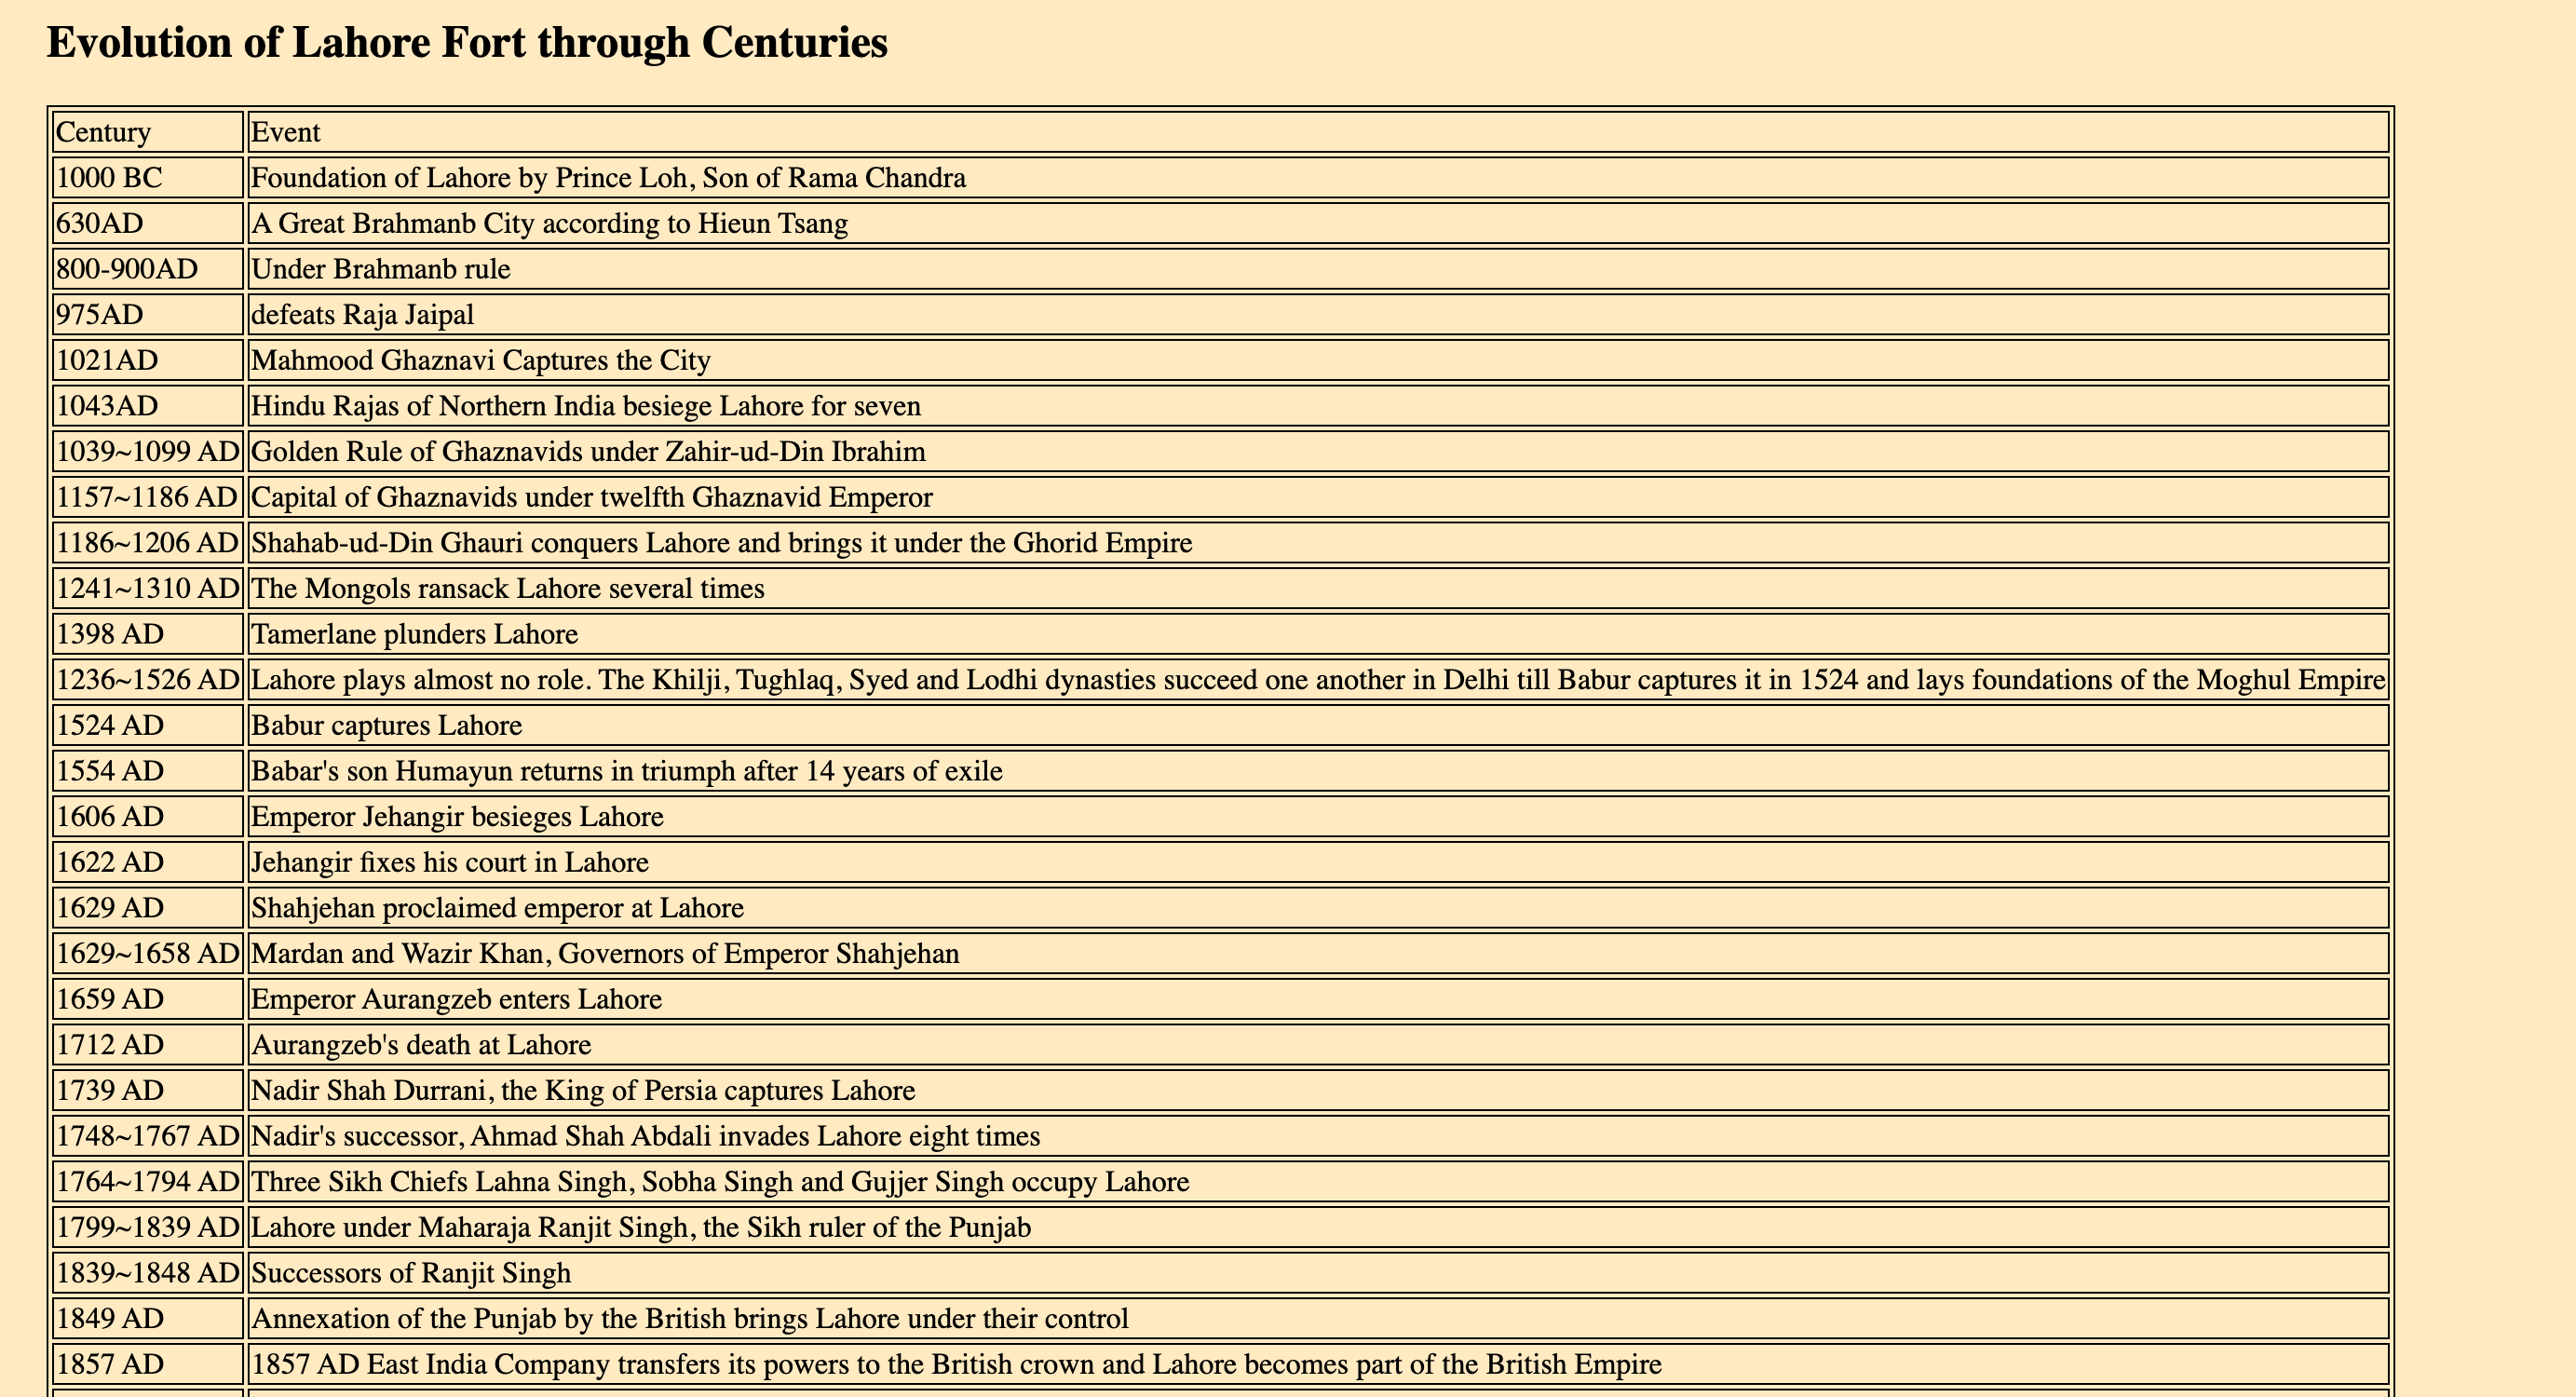 Evolution of Lahore Fort through Centuries
Century Event
1000 BC Foundation of Lahore by Prince Loh, Son of Rama Chandra
630AD A Great Brahmanb City according to Hieun Tsang
800-900AD Under Brahmanb rule
975AD defeats Raja Jaipal
1021AD Mahmood Ghaznavi Captures the City
1043AD Hindu Rajas of Northern India besiege Lahore for seven
1039~1099 AD Golden Rule of Ghaznavids under Zahir-ud-Din Ibrahim
1157~1186 AD Capital of Ghaznavids under twelfth Ghaznavid Emperor
1186~1206 AD Shahab-ud-Din Ghauri conquers Lahore and brings it under the Ghorid Empire
1241~1310 AD The Mongols ransack Lahore several times
1398 AD Tamerlane plunders Lahore
1236~1526 AD Lahore plays almost no role. The Khilji, Tughlaq, Syed and Lodhi dynasties succeed one another in Delhi till Babur captures it in 1524 and lays foundations of the Moghul Empire
1524 AD Babur captures Lahore
1554 AD Babar's son Humayun returns in triumph after 14 years of exile
1606 AD Emperor Jehangir besieges Lahore
1622 AD Jehangir fixes his court in Lahore
1629 AD Shahjehan proclaimed emperor at Lahore
1629~1658 AD Mardan and Wazir Khan, Governors of Emperor Shahjehan
1659 AD Emperor Aurangzeb enters Lahore
1712 AD Aurangzeb's death at Lahore
1739 AD Nadir Shah Durrani, the King of Persia captures Lahore
1748~1767 AD Nadir's successor, Ahmad Shah Abdali invades Lahore eight times
1764~1794 AD Three Sikh Chiefs Lahna Singh, Sobha Singh and Gujjer Singh occupy Lahore
1799~1839 AD Lahore under Maharaja Ranjit Singh, the Sikh ruler of the Punjab
1839~1848 AD Successors of Ranjit Singh
1849 AD Annexation of the Punjab by the British brings Lahore under their control
1857 AD 1857 AD East India Company transfers its powers to the British crown and Lahore becomes part of the British Empire